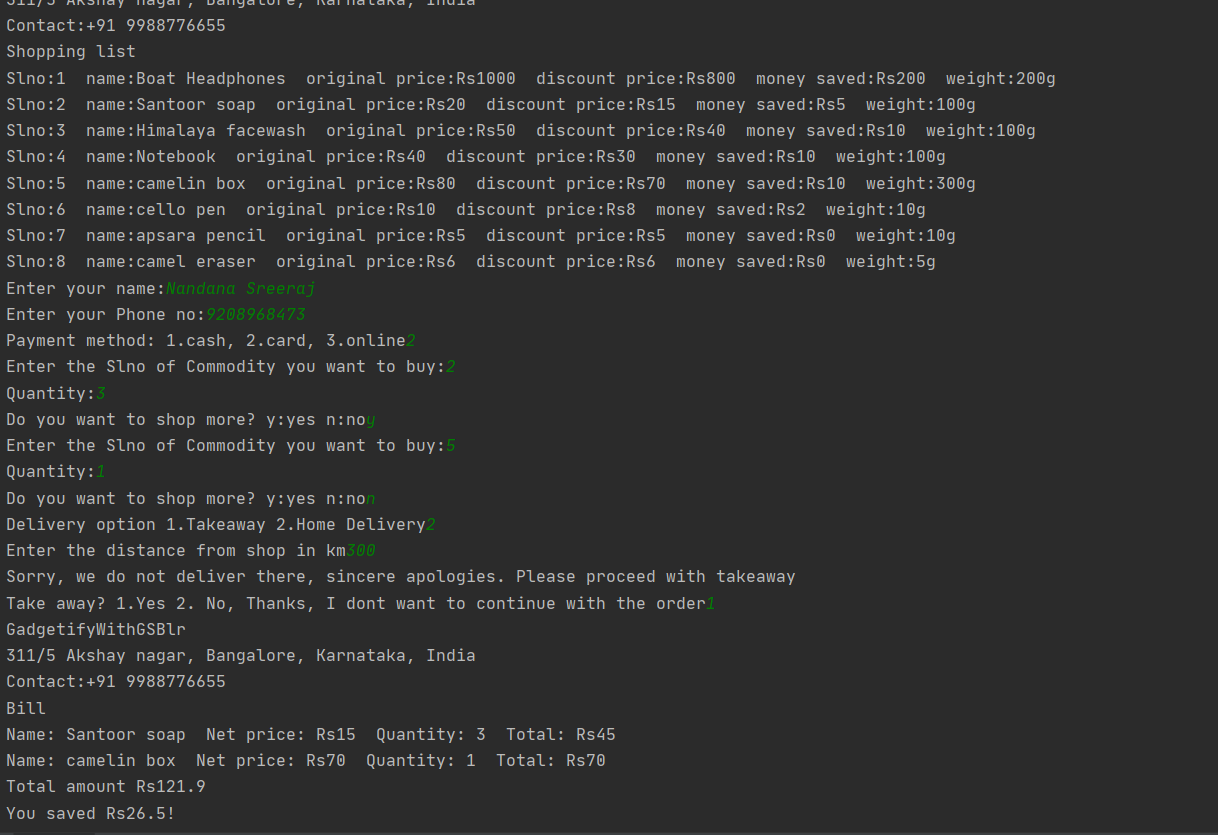 311/5 Akshay nagar, Bangalore, Karnataka, India
Contact:+91 9988776655
Shopping list
Slno:1  name:Boat Headphones  original price:Rs1000  discount price:Rs800  money saved:Rs200  weight:200g
Slno:2  name:Santoor soap  original price:Rs20  discount price:Rs15  money saved:Rs5  weight:100g
Slno:3  name:Himalaya facewash  original price:Rs50  discount price:Rs40  money saved:Rs10  weight:100g
Slno:4  name:Notebook  original price:Rs40  discount price:Rs30  money saved:Rs10  weight:100g
Slno:5  name:camelin box  original price:Rs80  discount price:Rs70  money saved:Rs10  weight:300g
Slno:6  name:cello pen  original price:Rs10  discount price:Rs8  money saved:Rs2  weight:10g
Slno:7  name:apsara pencil  original price:Rs5  discount price:Rs5  money saved:Rs0  weight:10g
Slno:8  name:camel eraser  original price:Rs6  discount price:Rs6  money saved:Rs0  weight:5g
Enter your name:Nandana Sreeraj
Enter your Phone no:9208968473
Payment method: 1.cash, 2.card, 3.online2
Enter the Slno of Commodity you want to buy:2
Quantity:3
Do you want to shop more? y:yes n:noy
Enter the Slno of Commodity you want to buy:5
Quantity:1
Do you want to shop more? y:yes n:non
Delivery option 1.Takeaway 2.Home Delivery2
Enter the distance from shop in km300
Sorry, we do not deliver there, sincere apologies. Please proceed with takeaway
Take away? 1.Yes 2. No, Thanks, I dont want to continue with the order1
GadgetifyWithGSBlr
311/5 Akshay nagar, Bangalore, Karnataka, India
Contact:+91 9988776655
Bill
Name: Santoor soap  Net price: Rs15  Quantity: 3  Total: Rs45
Name: camelin box  Net price: Rs70  Quantity: 1  Total: Rs70
Total amount Rs121.9
You saved Rs26.5!